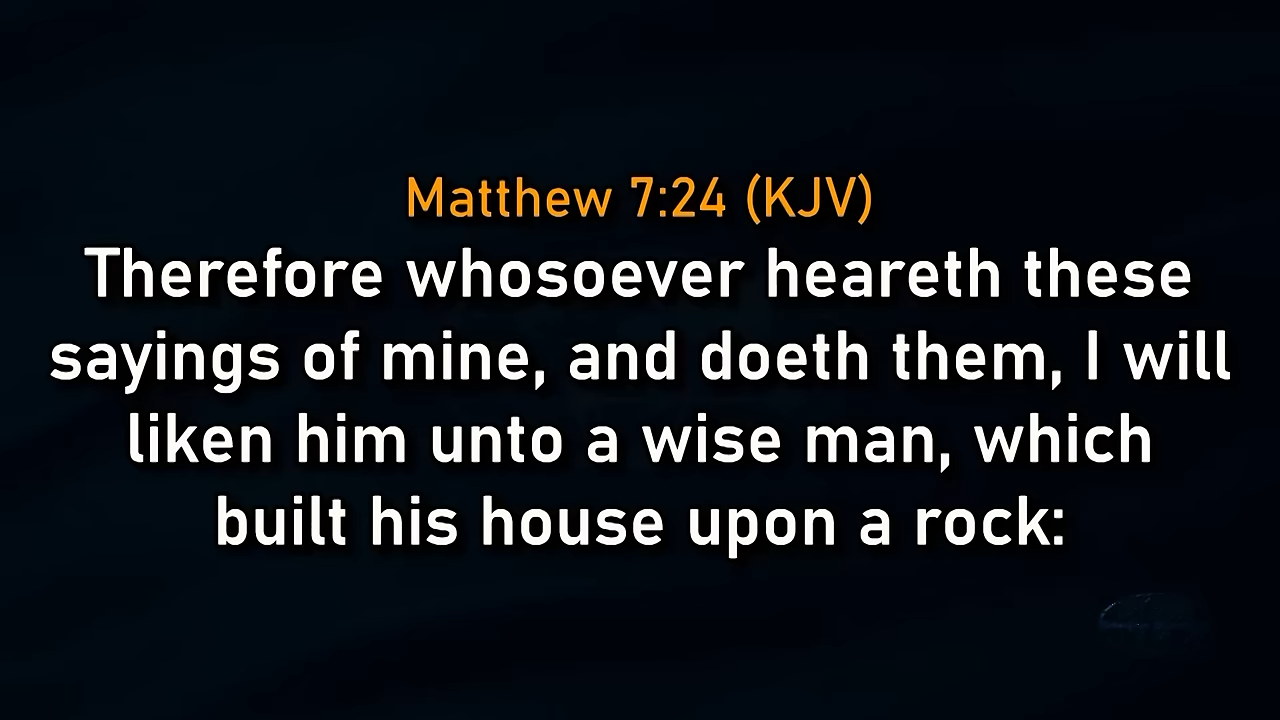 Matthew 7:24 (KJV)
Therefore whosoever heareth these
sayings of mine, and doeth them, I will
liken him unto a wise man, which
built his house upon a rock: